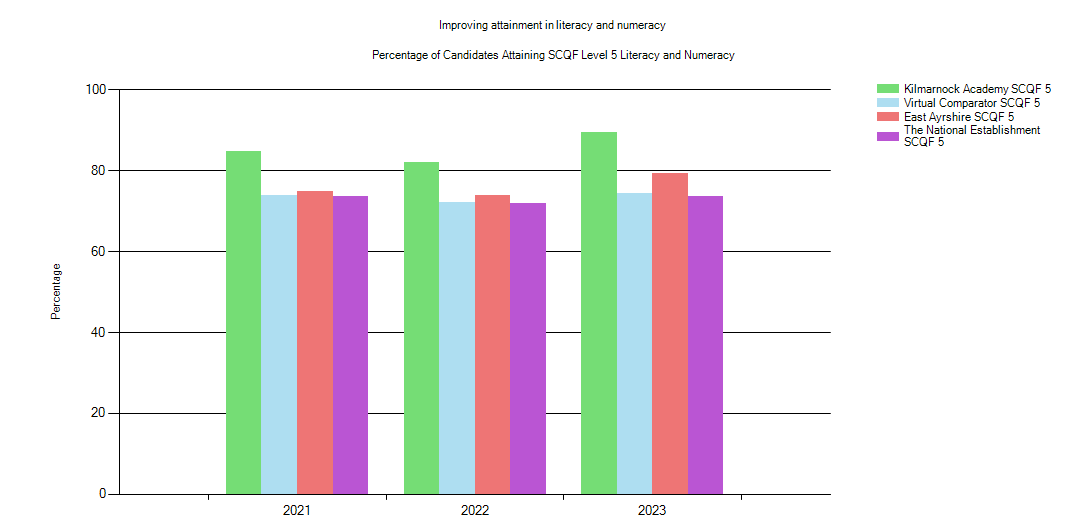 Improving attainment in literacy and numeracy
Percentage of Candidates Attaining SCQF Level 5 Literacy and Numeracy
100
80
60
40
20
0
Percentage
2021
2022
2023
Kilmarnock Academy SCQF 5
Virtual Comparator SCQF 5
East Ayrshire SCQF 5
The National Establishment
SCQF 5